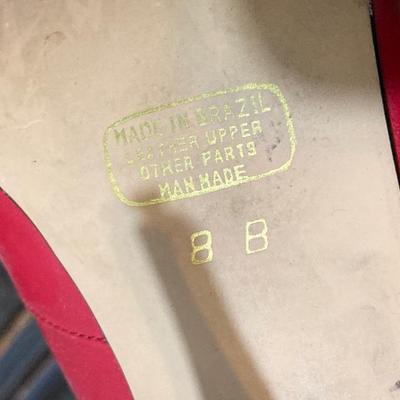 MADE IN BRAZIL
LEATHER UPPER
OTHER PARTS
MAN MADE
8 B